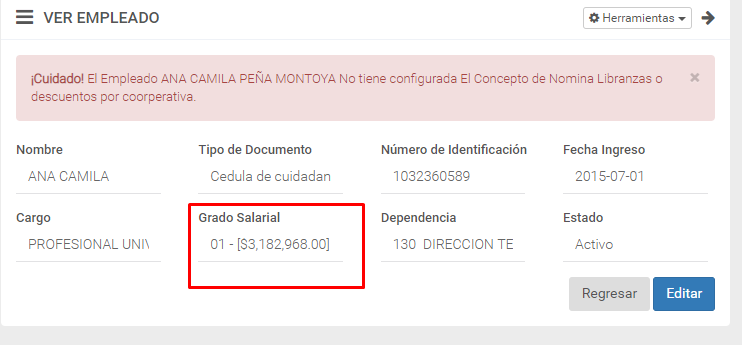 VER EMPLEADO
Herramientas
¡Cuidado! El Empleado ANA CAMILA PEÑA MONTOYA No tiene configurada El Concepto de Nomina Libranzas o
descuentos por coorperativa.
×
Nombre
Tipo de Documento
Número de Identificación
Fecha Ingreso
ANA CAMILA
Cedula de cuidadan
1032360589
2015-07-01
Cargo
Grado Salarial
Dependencia
Estado
PROFESIONAL UNIV
01 - [$3,182,968.00]
130 DIRECCION TE
Activo
Regresar
Editar